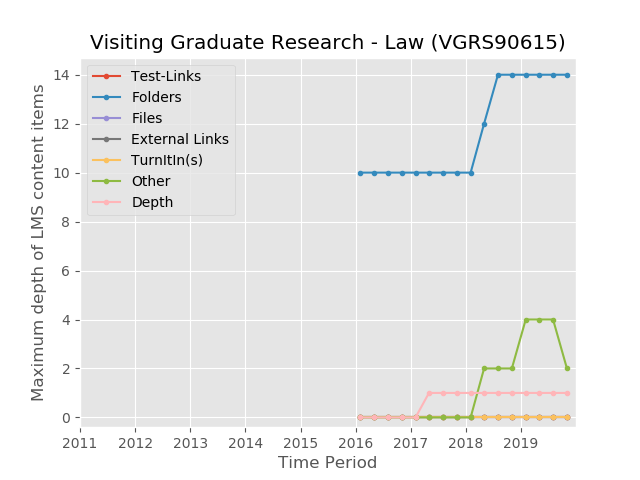 Visiting Graduate Research - Law (VGRS90615)
Test-Links
Folders
Files
External Links
TurnItIn(s)
Other
Depth
Maximum depth of LMS content items
14
12
10
8
6
4
2
0
2011 2012 2013 2014 2015 2016 2017 2018 2019
Time Period